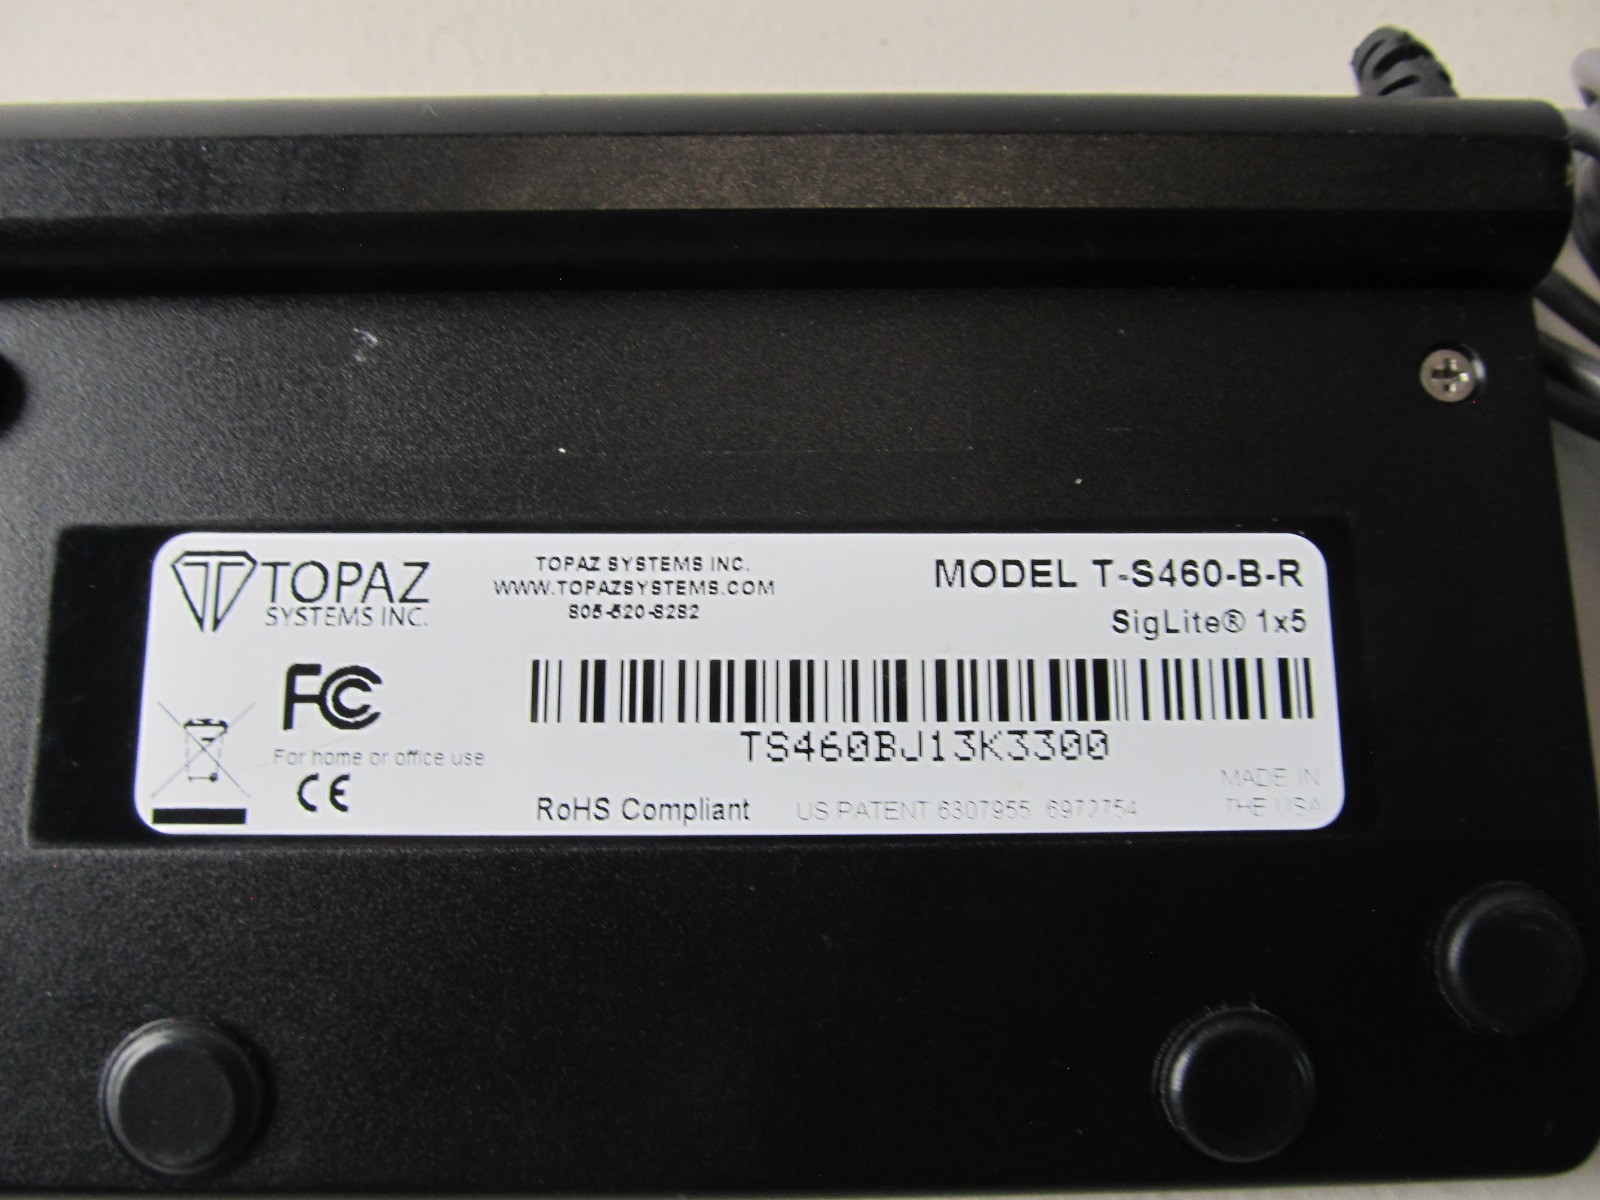 TOPAZ
SYSTEMS INC.
TOPAZ SYSTEMS INC.
WWW.TOPAZSYSTEMS.COM
805-520-8282
MODEL T-S460-B-R
SigLite® 1x5
FC
For home or office use
CE
TS460BJ13K3300
RoHS Compliant
US PATENT 6307955 6972754
MADE IN
THE USA